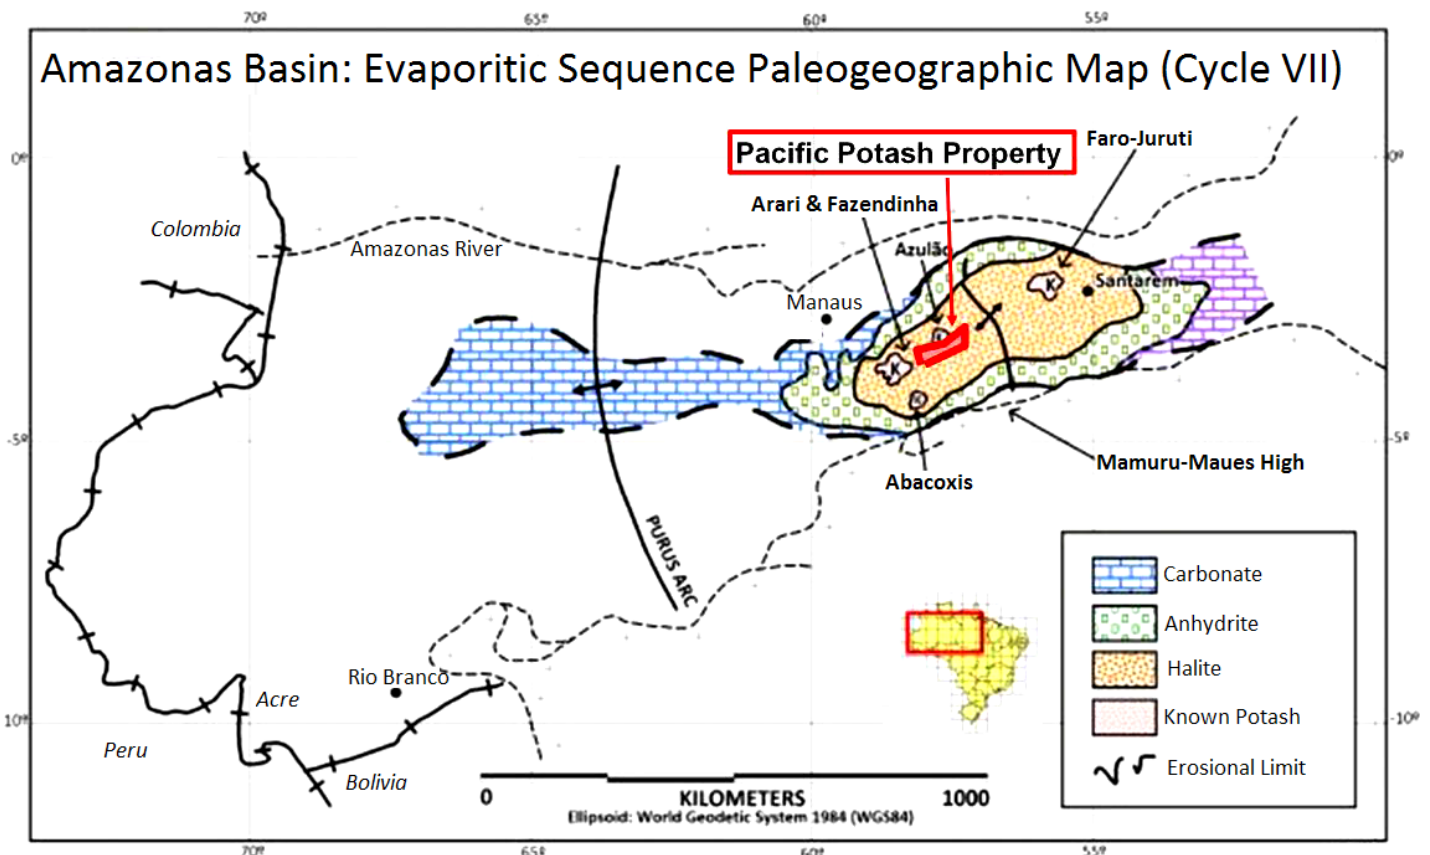 70º 65º 60º 55º
Amazonas Basin: Evaporitic Sequence Paleogeographic Map (Cycle VII)
0º
0º
Pacific Potash Property
Faro-Juruti
Arari & Fazendinha
Colombia
Amazonas River
Azulão
Santarem
Manaus
K
K
K
-5º
-5º
Mamuru-Maues High
Abacoxis
PURUS ARC
Carbonate
Anhydrite
Halite
Known Potash
Erosional Limit
Rio Branco
Acre
Peru
Bolivia
10º
-10º
0 KILOMETERS 1000
Ellipsoid: World Geodetic System 1984 (WGS84)
70º 65º 60º 55º